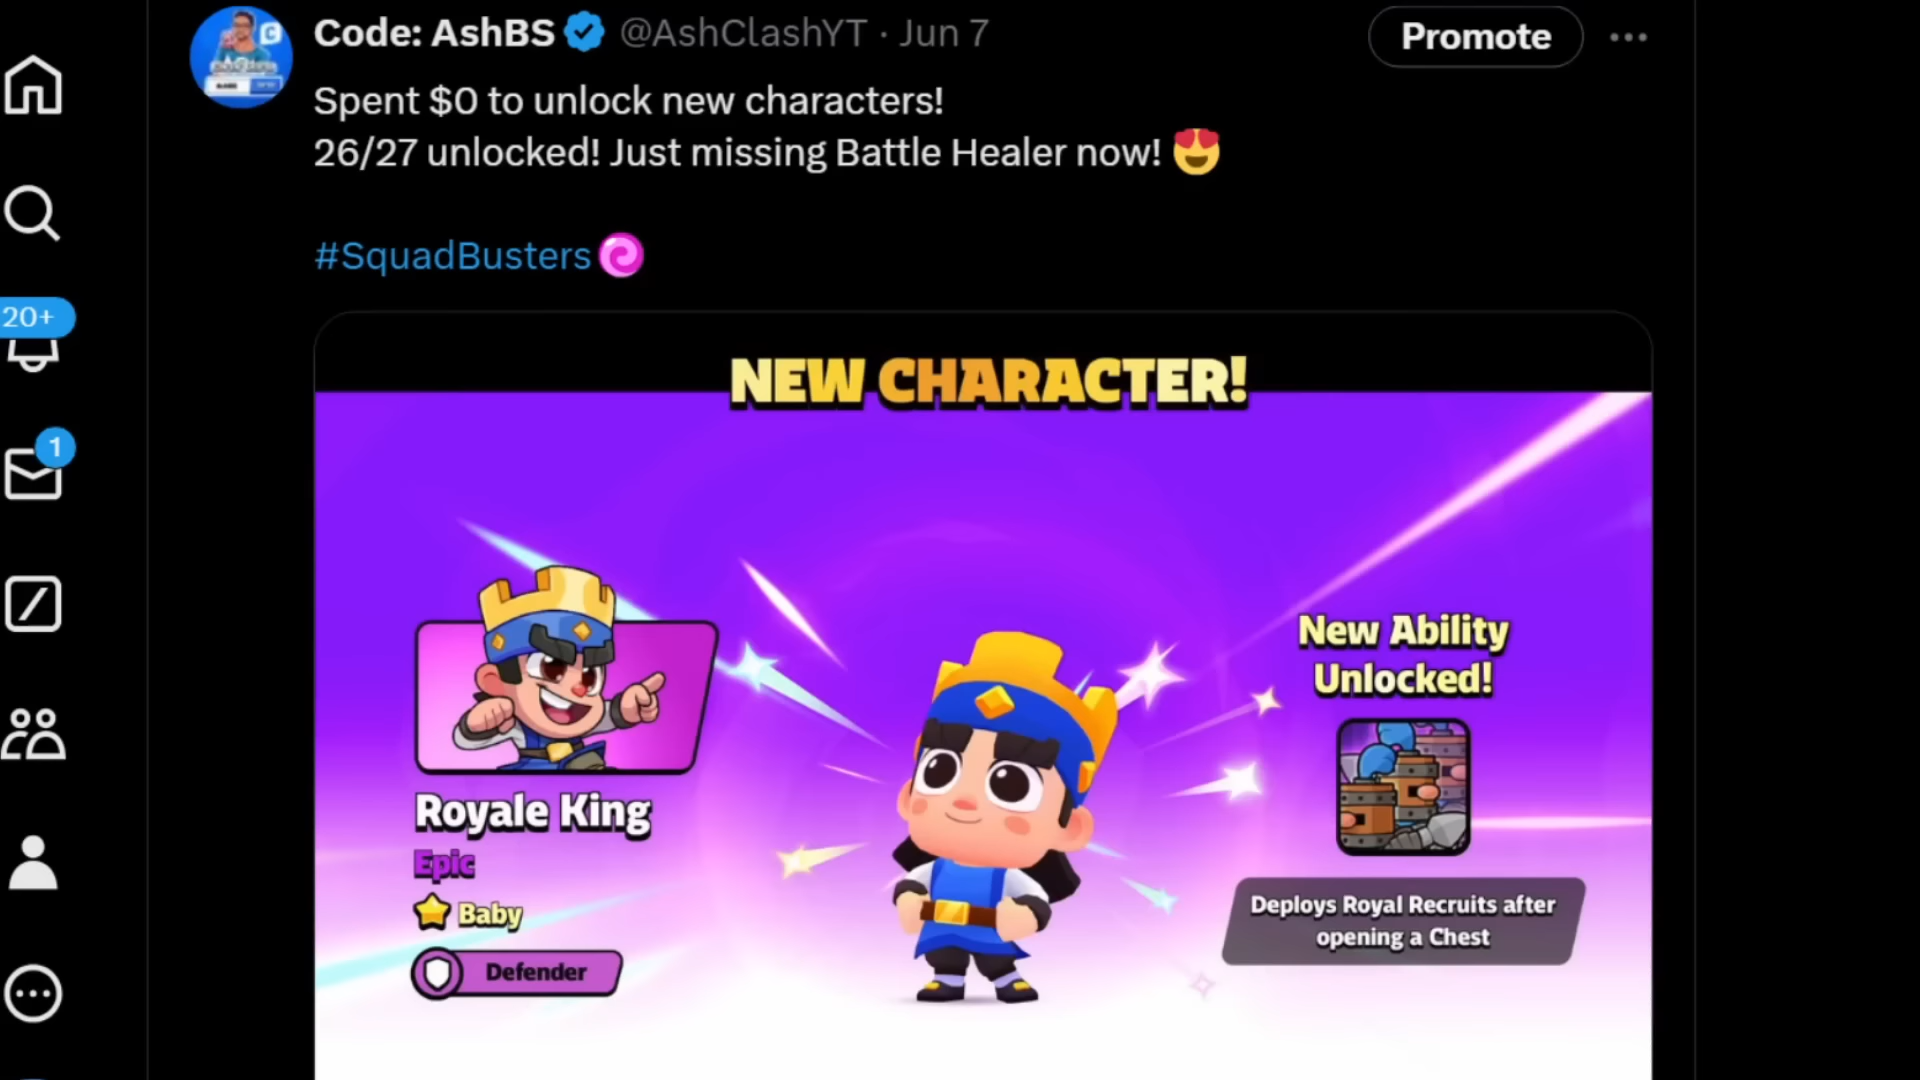 Code: AshBS @AshClashYT · Jun 7
Promote
Spent $0 to unlock new characters!
26/27 unlocked! Just missing Battle Healer now! 😍
#SquadBusters
20+
1
NEW CHARACTER!
Royale King
Epic
Baby
Defender
New Ability
Unlocked!
Deploys Royal Recruits after
opening a Chest